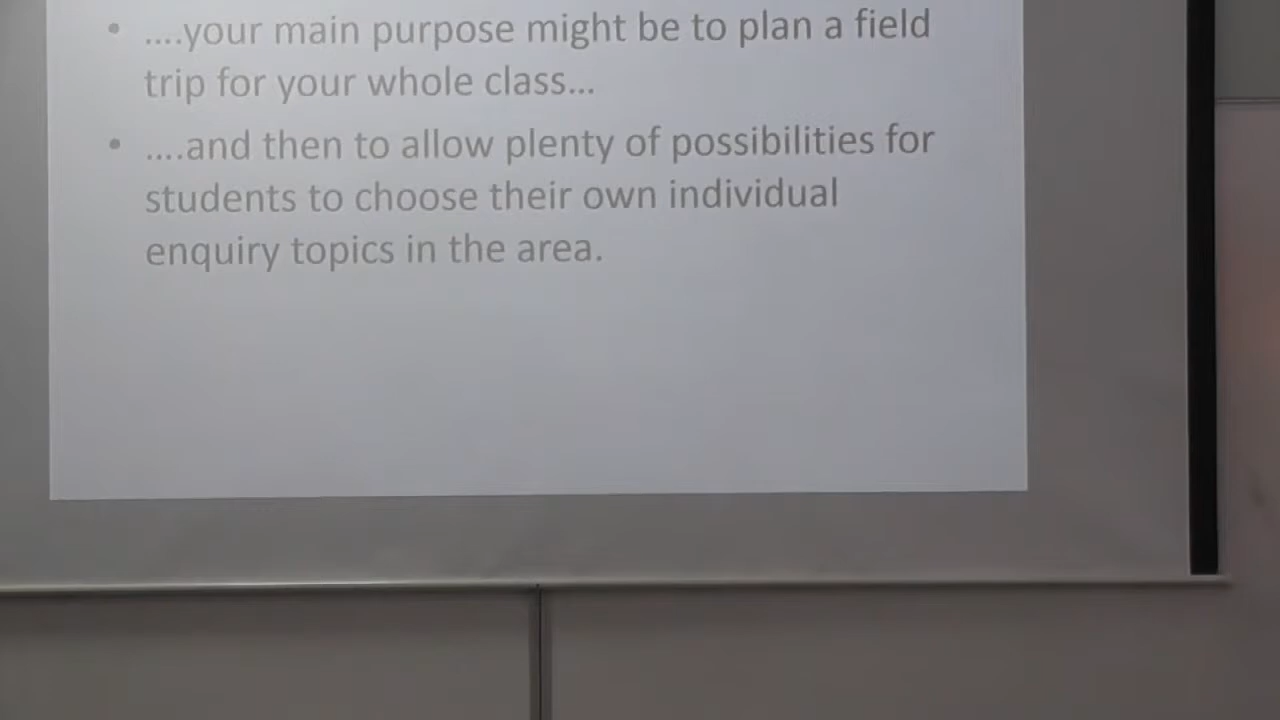 • ....your main purpose might be to plan a field
trip for your whole class...
• ....and then to allow plenty of possibilities for
students to choose their own individual
enquiry topics in the area.